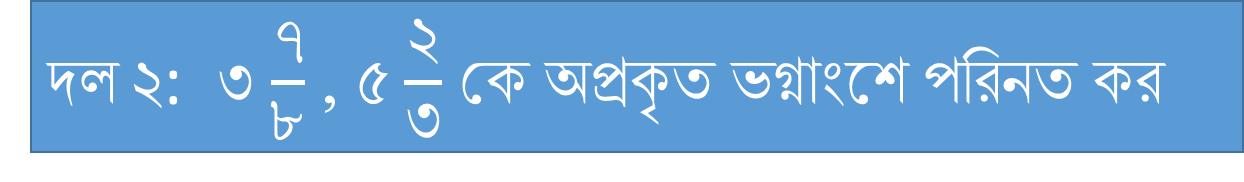 দল ২: ৩ ৭/৮ , ৫ ২/৩ কে অপ্রকৃত ভগ্নাংশে পরিনত কর